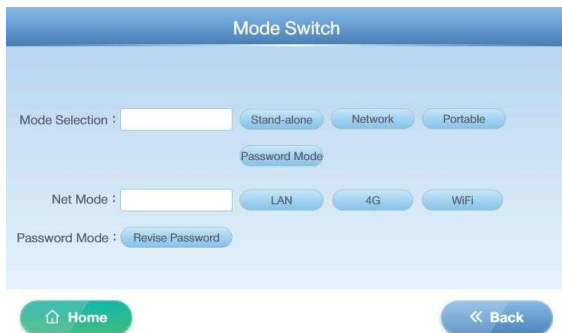 Mode Switch
Mode Selection : Stand-alone Network Portable
Password Mode
Net Mode : LAN 4G WiFi
Password Mode : Revise Password
Home « Back